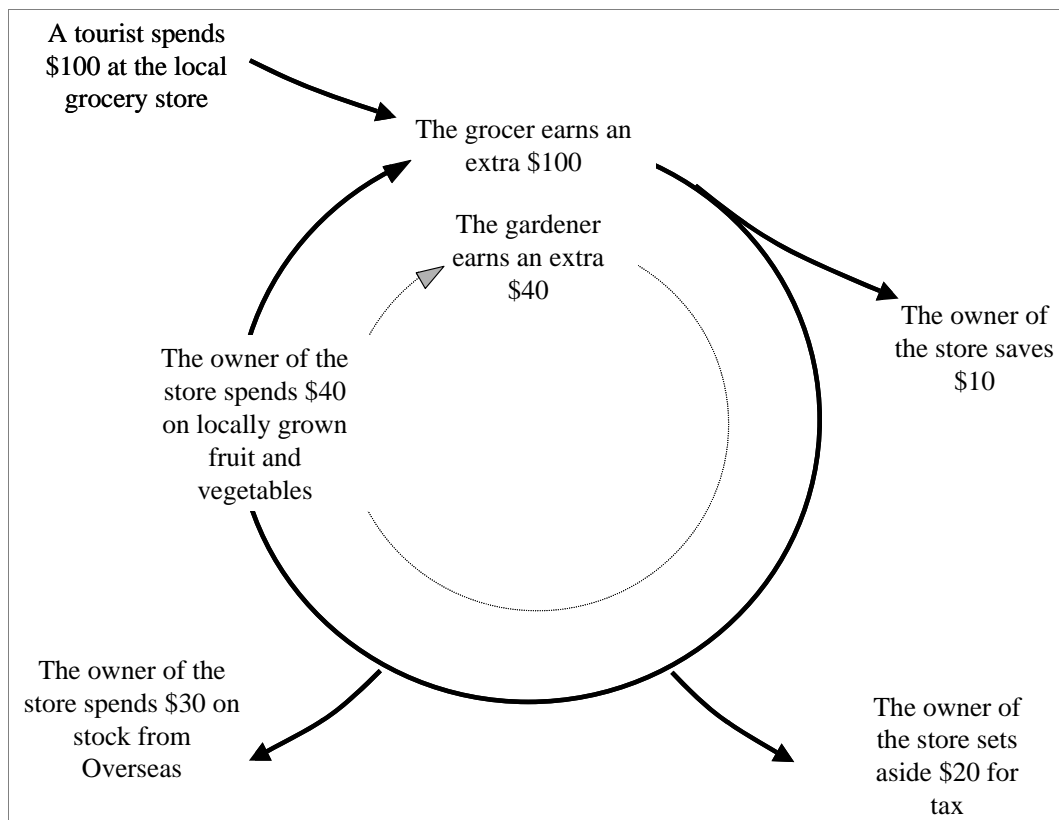 A tourist spends
$100 at the local
grocery store
The grocer earns an
extra $100
The gardener
earns an extra
$40
The owner of
the store saves
$10
The owner of the
store spends $40
on locally grown
fruit and
vegetables
The owner of the
store spends $30 on
stock from
Overseas
The owner of
the store sets
aside $20 for
tax